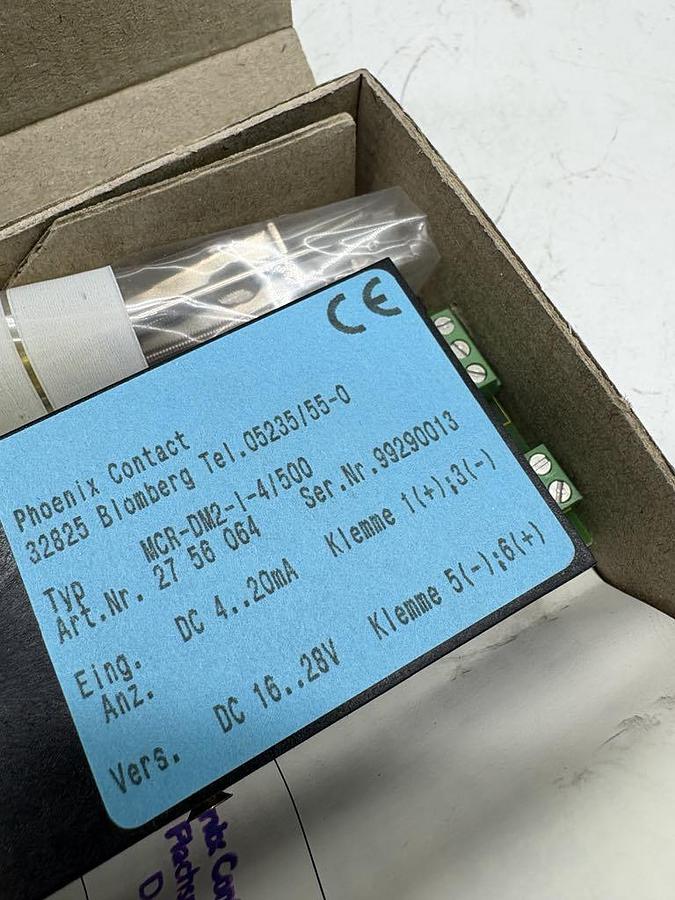 CE
Phoenix Contact
32825 Blomberg Tel.05235/55-0
Typ MCR-DM2-I-4/500
Art.Nr. 27 56 064 Ser.Nr.99290013
Eing. DC 4..20mA Klemme 1(+);3(-)
Anz.
Vers. DC 16..28V Klemme 5(-);6(+)